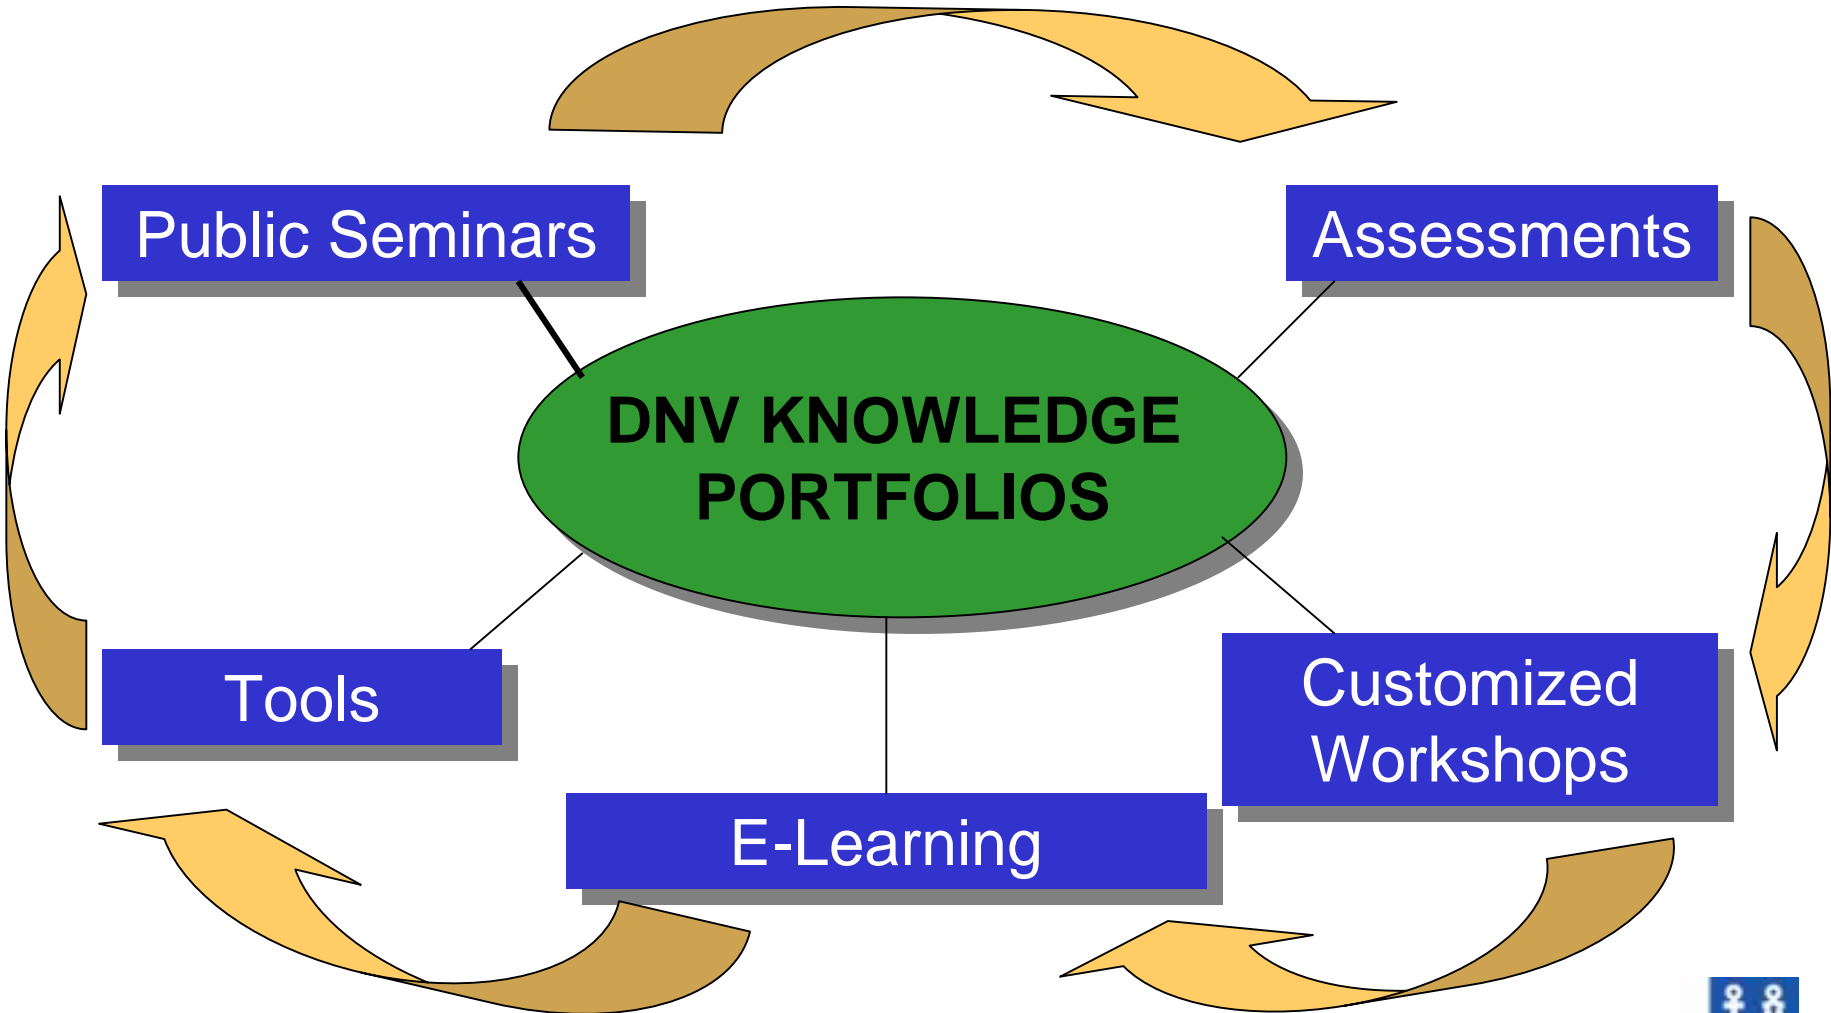 Public Seminars
Assessments
DNV KNOWLEDGE
PORTFOLIOS
Tools
Customized
Workshops
E-Learning